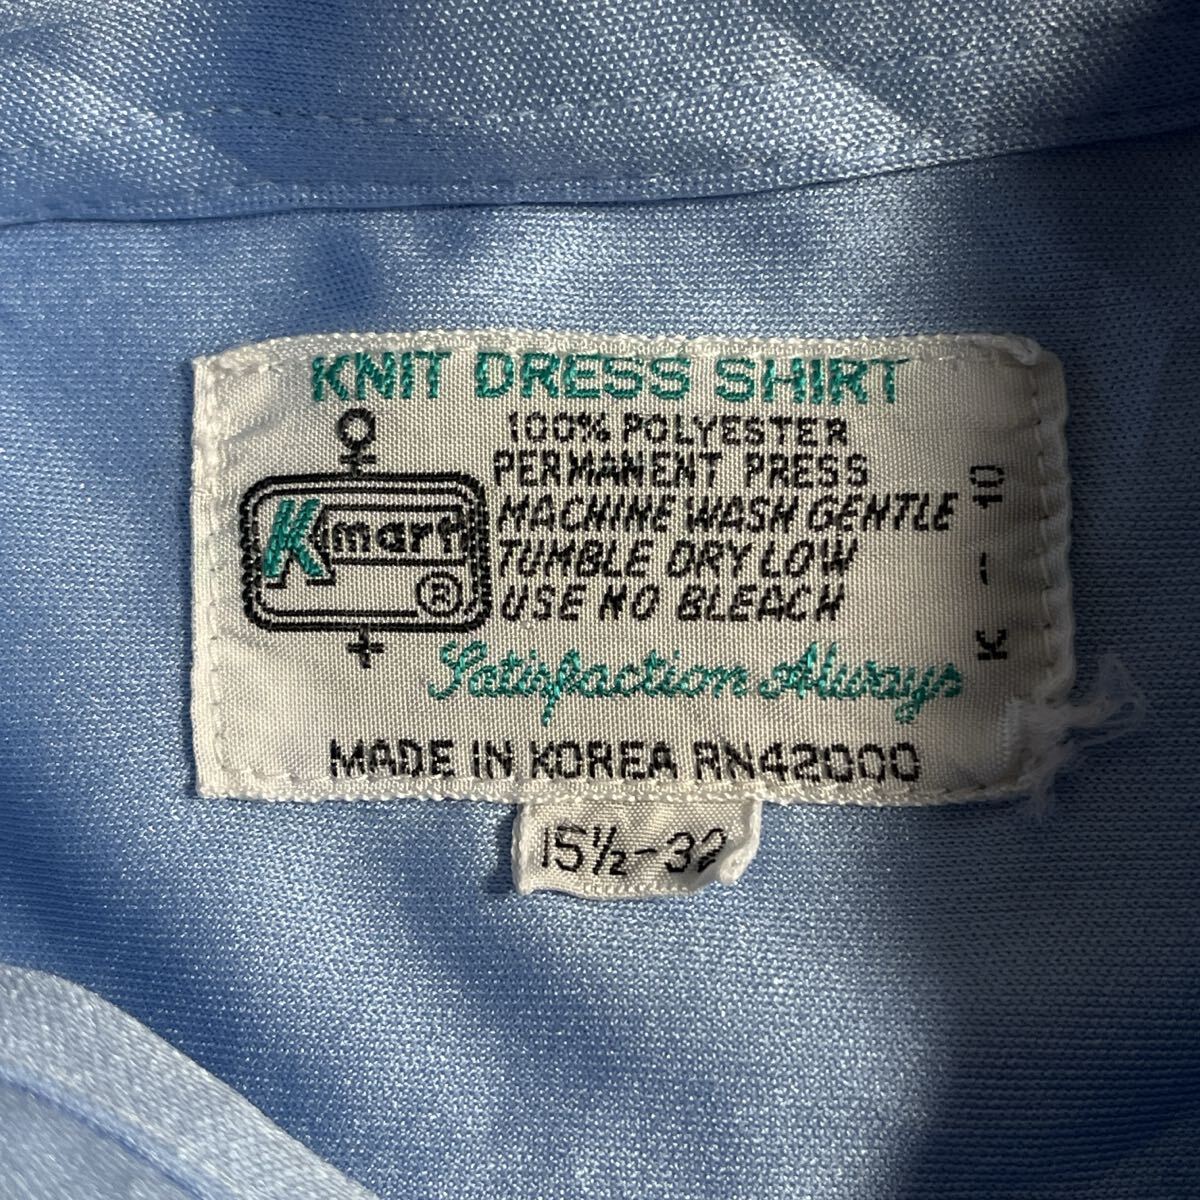 KNIT DRESS SHIRT
100% POLYESTER
PERMANENT PRESS
MACHINE WASH GENTLE
TUMBLE DRY LOW
USE NO BLEACH
Kmart ®
K - 10
Satisfaction Always
MADE IN KOREA RN42000
15½-32